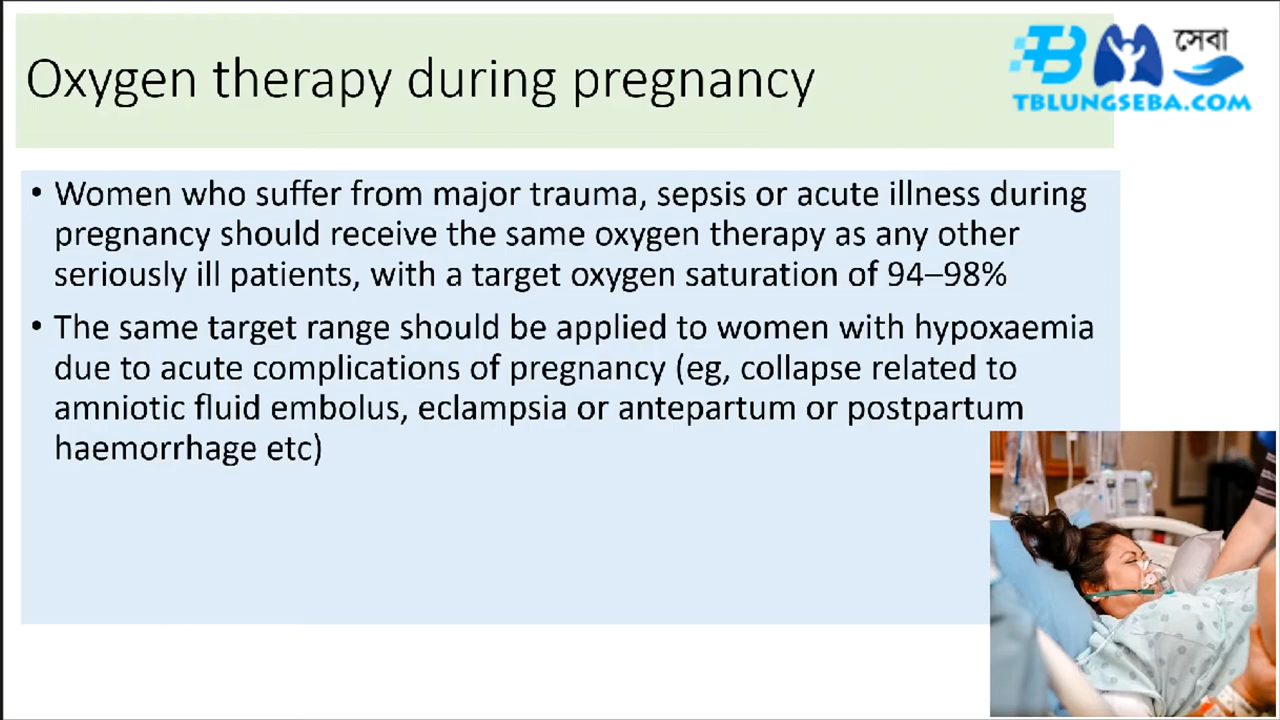 Oxygen therapy during pregnancy
TB সেবা
TBLUNGSEBA.COM
• Women who suffer from major trauma, sepsis or acute illness during
pregnancy should receive the same oxygen therapy as any other
seriously ill patients, with a target oxygen saturation of 94–98%
• The same target range should be applied to women with hypoxaemia
due to acute complications of pregnancy (eg, collapse related to
amniotic fluid embolus, eclampsia or antepartum or postpartum
haemorrhage etc)